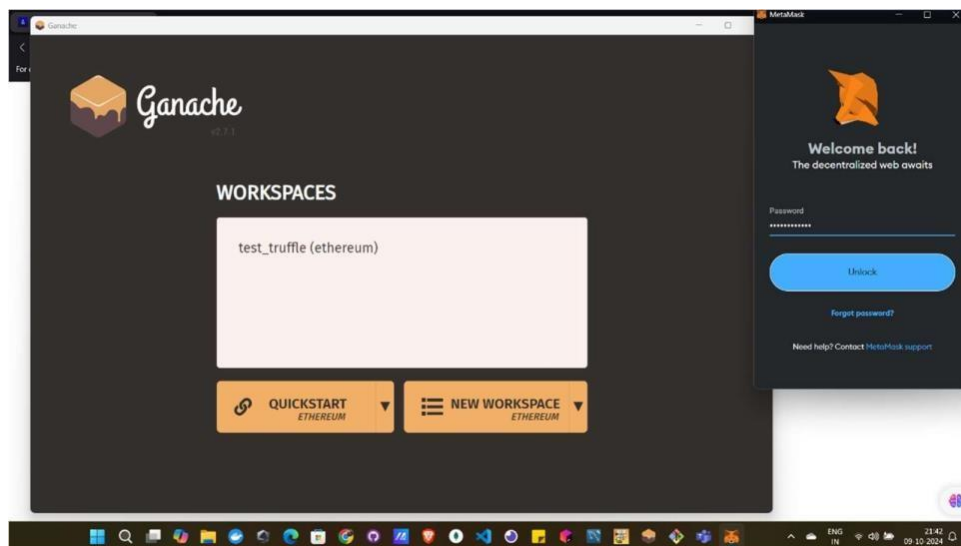 Ganache
For
Ganache
v2.7.1
WORKSPACES
test_truffle (ethereum)
QUICKSTART
ETHEREUM
NEW WORKSPACE
ETHEREUM
MetaMask
Welcome back!
The decentralized web awaits
Password
••••••••••••
Unlock
Forgot password?
Need help? Contact MetaMask support
ENG
IN
21:42
09-10-2024